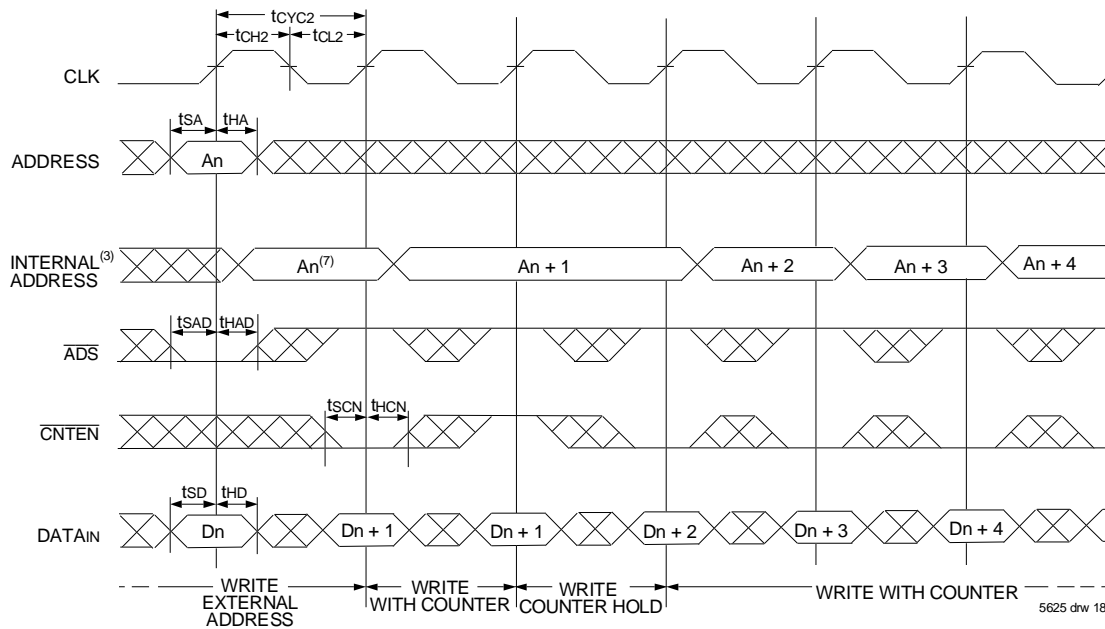 tCYC2
tCH2 tCL2
CLK
tSA tHA
ADDRESS An
INTERNAL(3)
ADDRESS An(7) An + 1 An + 2 An + 3 An + 4
tSAD tHAD
ADS
tSCN tHCN
CNTEN
tSD tHD
DATAIN Dn Dn + 1 Dn + 1 Dn + 2 Dn + 3 Dn + 4
WRITE
EXTERNAL
ADDRESS
WRITE
WITH COUNTER
WRITE
COUNTER HOLD
WRITE WITH COUNTER
5625 drw 18